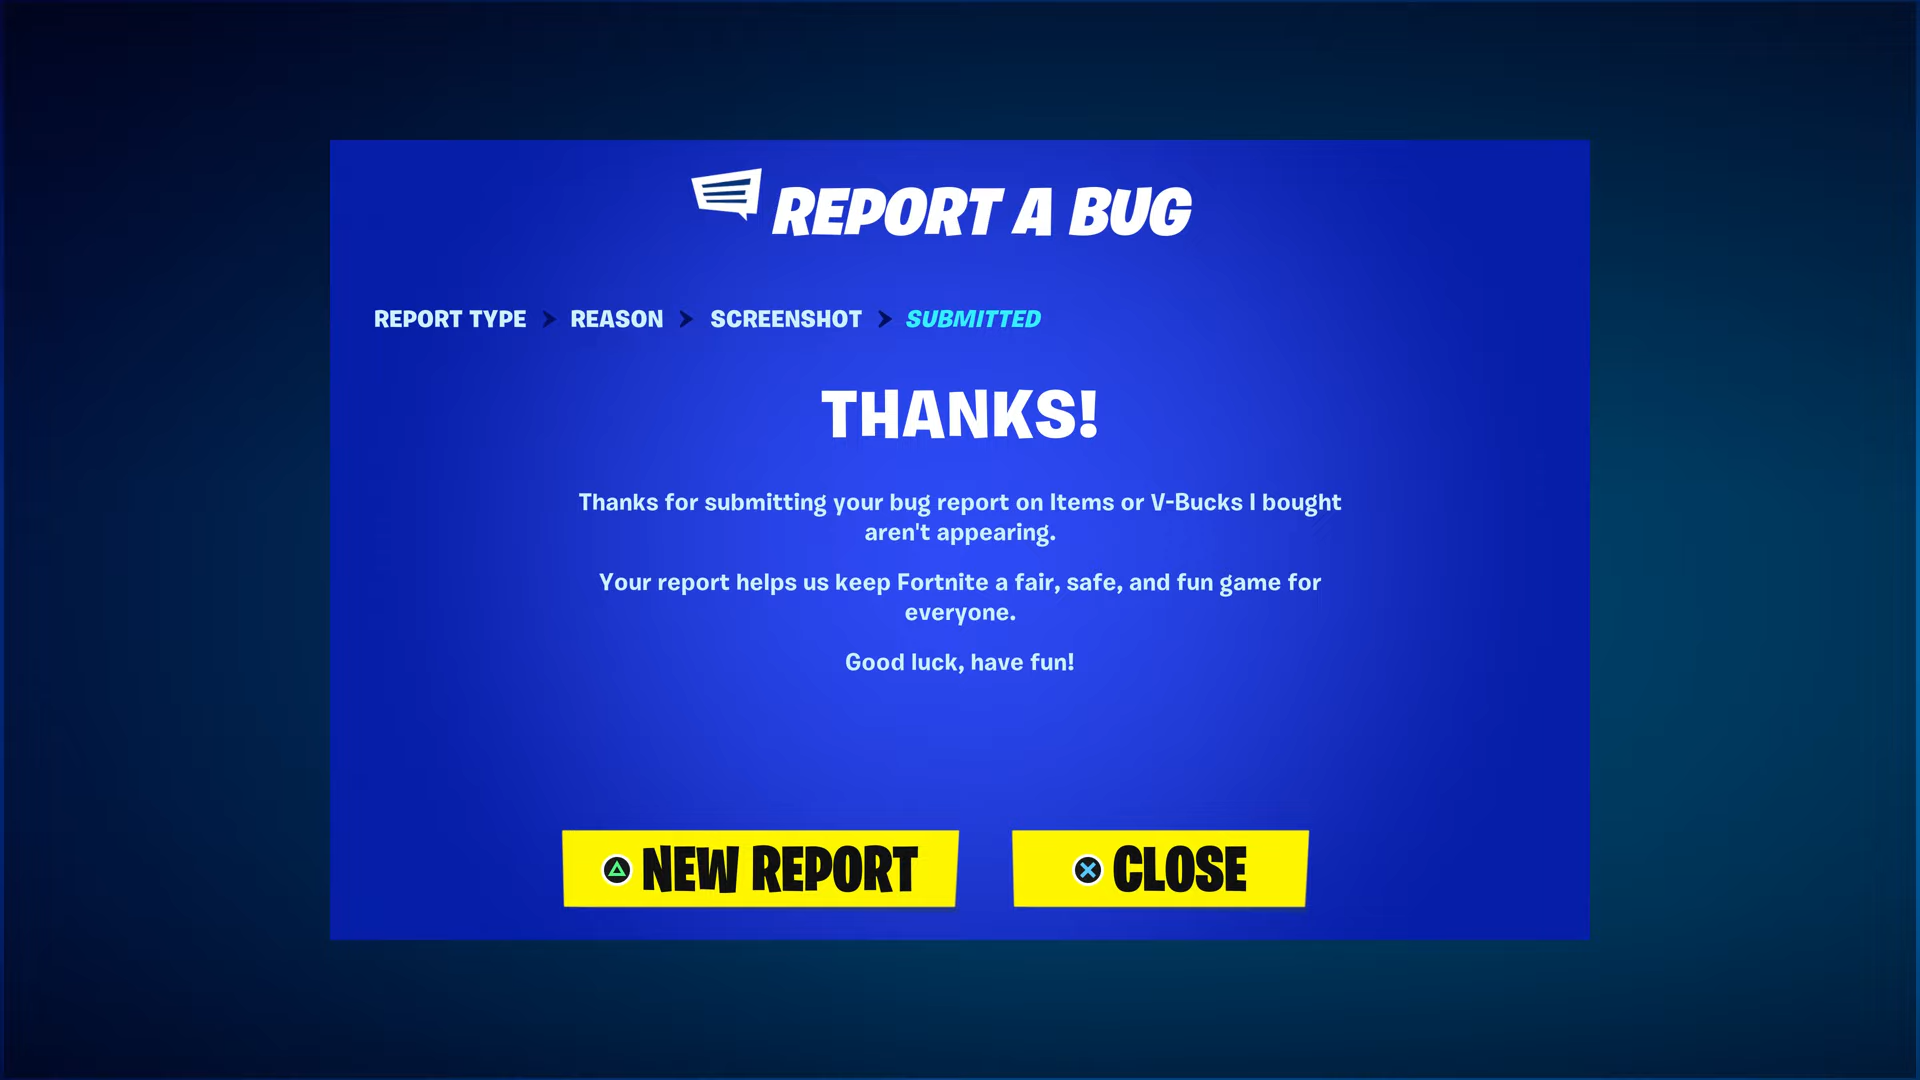 REPORT A BUG
REPORT TYPE > REASON > SCREENSHOT > SUBMITTED
THANKS!
Thanks for submitting your bug report on Items or V-Bucks I bought
aren't appearing.
Your report helps us keep Fortnite a fair, safe, and fun game for
everyone.
Good luck, have fun!
NEW REPORT
CLOSE